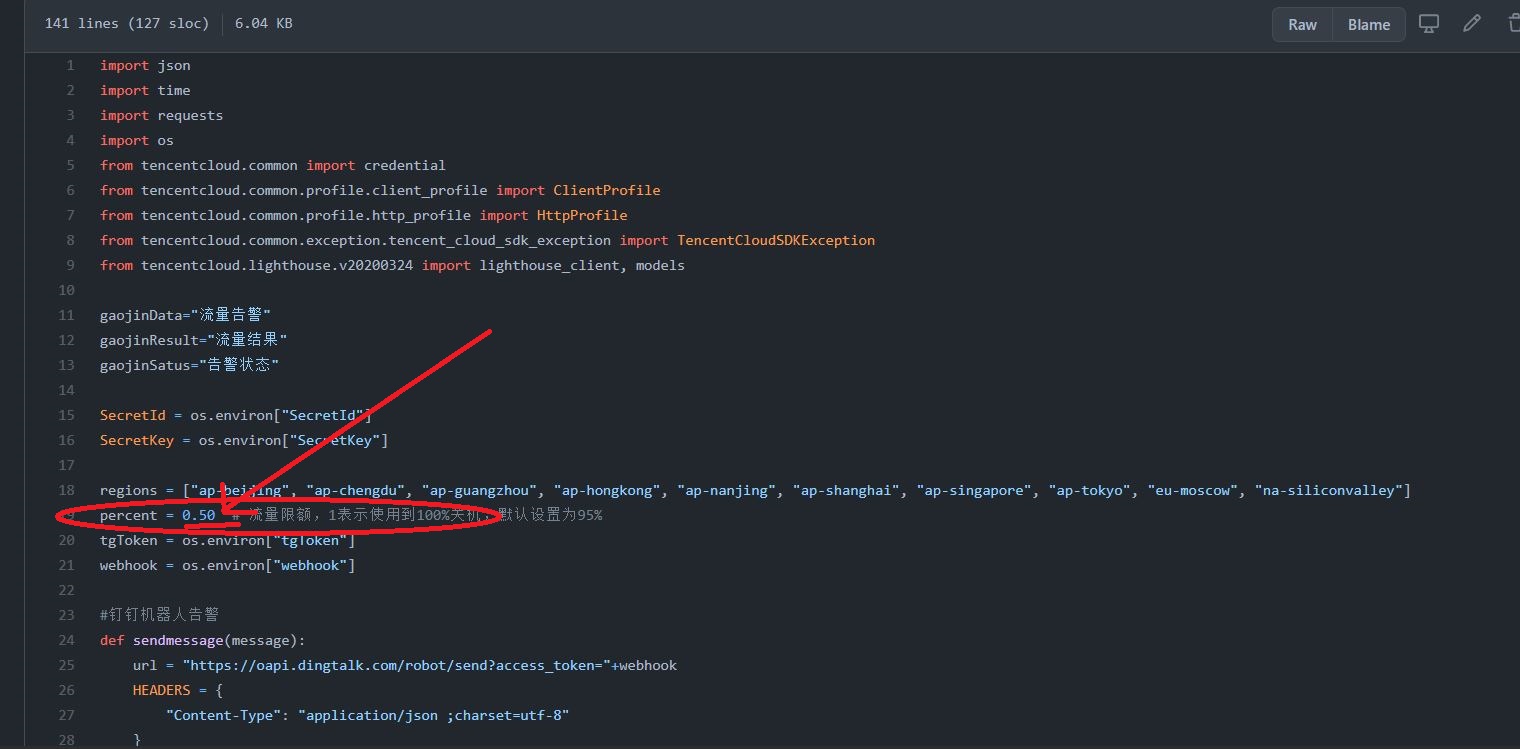 141 lines (127 sloc) 6.04 KB Raw Blame
1 import json
2 import time
3 import requests
4 import os
5 from tencentcloud.common import credential
6 from tencentcloud.common.profile.client_profile import ClientProfile
7 from tencentcloud.common.profile.http_profile import HttpProfile
8 from tencentcloud.common.exception.tencent_cloud_sdk_exception import TencentCloudSDKException
9 from tencentcloud.lighthouse.v20200324 import lighthouse_client, models
10
11 gaojinData="流量告警"
12 gaojinResult="流量结果"
13 gaojinSatus="告警状态"
14
15 SecretId = os.environ["SecretId"]
16 SecretKey = os.environ["SecretKey"]
17
18 regions = ["ap-beijing", "ap-chengdu", "ap-guangzhou", "ap-hongkong", "ap-nanjing", "ap-shanghai", "ap-singapore", "ap-tokyo", "eu-moscow", "na-siliconvalley"]
19 percent = 0.50 # 流量限额，1表示使用到100%关机，默认设置为95%
20 tgToken = os.environ["tgToken"]
21 webhook = os.environ["webhook"]
22
23 #钉钉机器人告警
24 def sendmessage(message):
25 url = "https://oapi.dingtalk.com/robot/send?access_token="+webhook
26 HEADERS = {
27 "Content-Type": "application/json ;charset=utf-8"
28 }